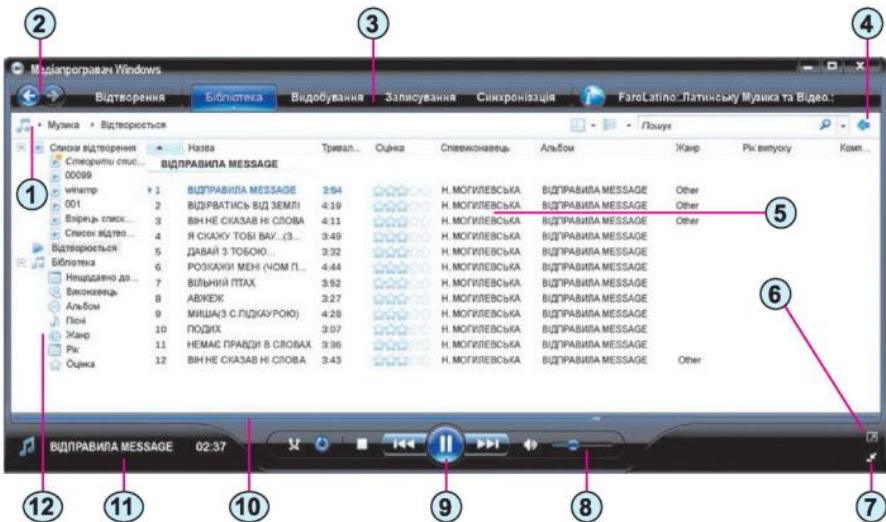 2 3 4
Медіапрогравач Windows
Відтворення Бібліотека Видобування Записування Синхронізація FaroLatino:.Латинську Музика та Відео.:
Музика Відтворюється Пошук
Списки відтворення Назва Тривал... Оцінка Співвиконавець Альбом Жанр Рік випуску Комп...
Створити спис... ВІДПРАВИЛА MESSAGE
00099
1
winamp 1 ВІДПРАВИЛА MESSAGE 3:54 Н. МОГИЛЕВСЬКА ВІДПРАВИЛА MESSAGE Other
001 2 ВІДІРВАТИСЬ ВІД ЗЕМЛІ 4:19 Н. МОГИЛЕВСЬКА ВІДПРАВИЛА MESSAGE Other
5
Взірець списк... 3 ВІН НЕ СКАЗАВ НІ СЛОВА 4:11 Н. МОГИЛЕВСЬКА ВІДПРАВИЛА MESSAGE Other
Список відтво... 4 Я СКАЖУ ТОБІ ВАУ...(З... 3:49 Н. МОГИЛЕВСЬКА ВІДПРАВИЛА MESSAGE
Відтворюється 5 ДАВАЙ З ТОБОЮ... 3:32 Н. МОГИЛЕВСЬКА ВІДПРАВИЛА MESSAGE
Бібліотека 6 РОЗКАЖИ МЕНІ (ЧОМ П... 4:44 Н. МОГИЛЕВСЬКА ВІДПРАВИЛА MESSAGE
Нещодавно до... 7 ВІЛЬНИЙ ПТАХ 3:52 Н. МОГИЛЕВСЬКА ВІДПРАВИЛА MESSAGE
6
Виконавець 8 АВЖЕЖ 3:27 Н. МОГИЛЕВСЬКА ВІДПРАВИЛА MESSAGE
Альбом 9 МИША(З С.ПІДКАУРОЮ) 4:28 Н. МОГИЛЕВСЬКА ВІДПРАВИЛА MESSAGE
Пісні 10 ПОДИХ 3:07 Н. МОГИЛЕВСЬКА ВІДПРАВИЛА MESSAGE
Жанр 11 НЕМАЄ ПРАВДИ В СЛОВАХ 3:36 Н. МОГИЛЕВСЬКА ВІДПРАВИЛА MESSAGE
Рік 12 ВІН НЕ СКАЗАВ НІ СЛОВА 3:43 Н. МОГИЛЕВСЬКА ВІДПРАВИЛА MESSAGE Other
Оцінка
ВІДПРАВИЛА MESSAGE 02:37
12 11 10 9 8 7